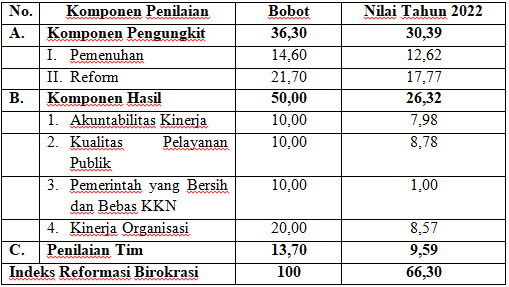 No. Komponen Penilaian Bobot Nilai Tahun 2022
A. Komponen Pengungkit 36,30 30,39
I. Pemenuhan 14,60 12,62
II. Reform 21,70 17,77
B. Komponen Hasil 50,00 26,32
1. Akuntabilitas Kinerja 10,00 7,98
2. Kualitas Pelayanan 10,00 8,78
Publik
3. Pemerintah yang Bersih 10,00 1,00
dan Bebas KKN
4. Kinerja Organisasi 20,00 8,57
C. Penilaian Tim 13,70 9,59
Indeks Reformasi Birokrasi 100 66,30